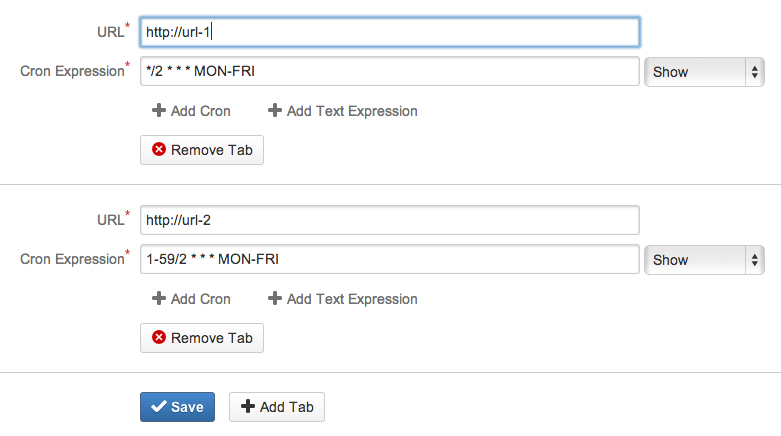 URL* http://url-1
Cron Expression* */2 * * * MON-FRI Show
Add Cron Add Text Expression
Remove Tab
URL* http://url-2
Cron Expression* 1-59/2 * * * MON-FRI Show
Add Cron Add Text Expression
Remove Tab
Save Add Tab